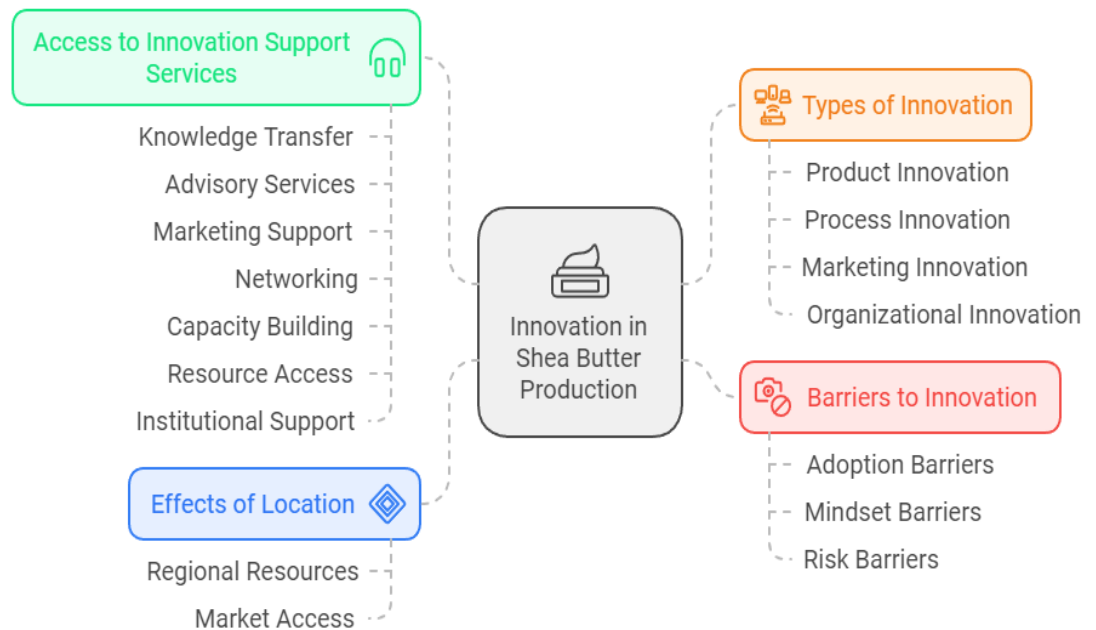 Access to Innovation Support
Services
Knowledge Transfer
Advisory Services
Marketing Support
Networking
Capacity Building
Resource Access
Institutional Support
Effects of Location
Regional Resources
Market Access
Innovation in
Shea Butter
Production
Types of Innovation
Product Innovation
Process Innovation
Marketing Innovation
Organizational Innovation
Barriers to Innovation
Adoption Barriers
Mindset Barriers
Risk Barriers